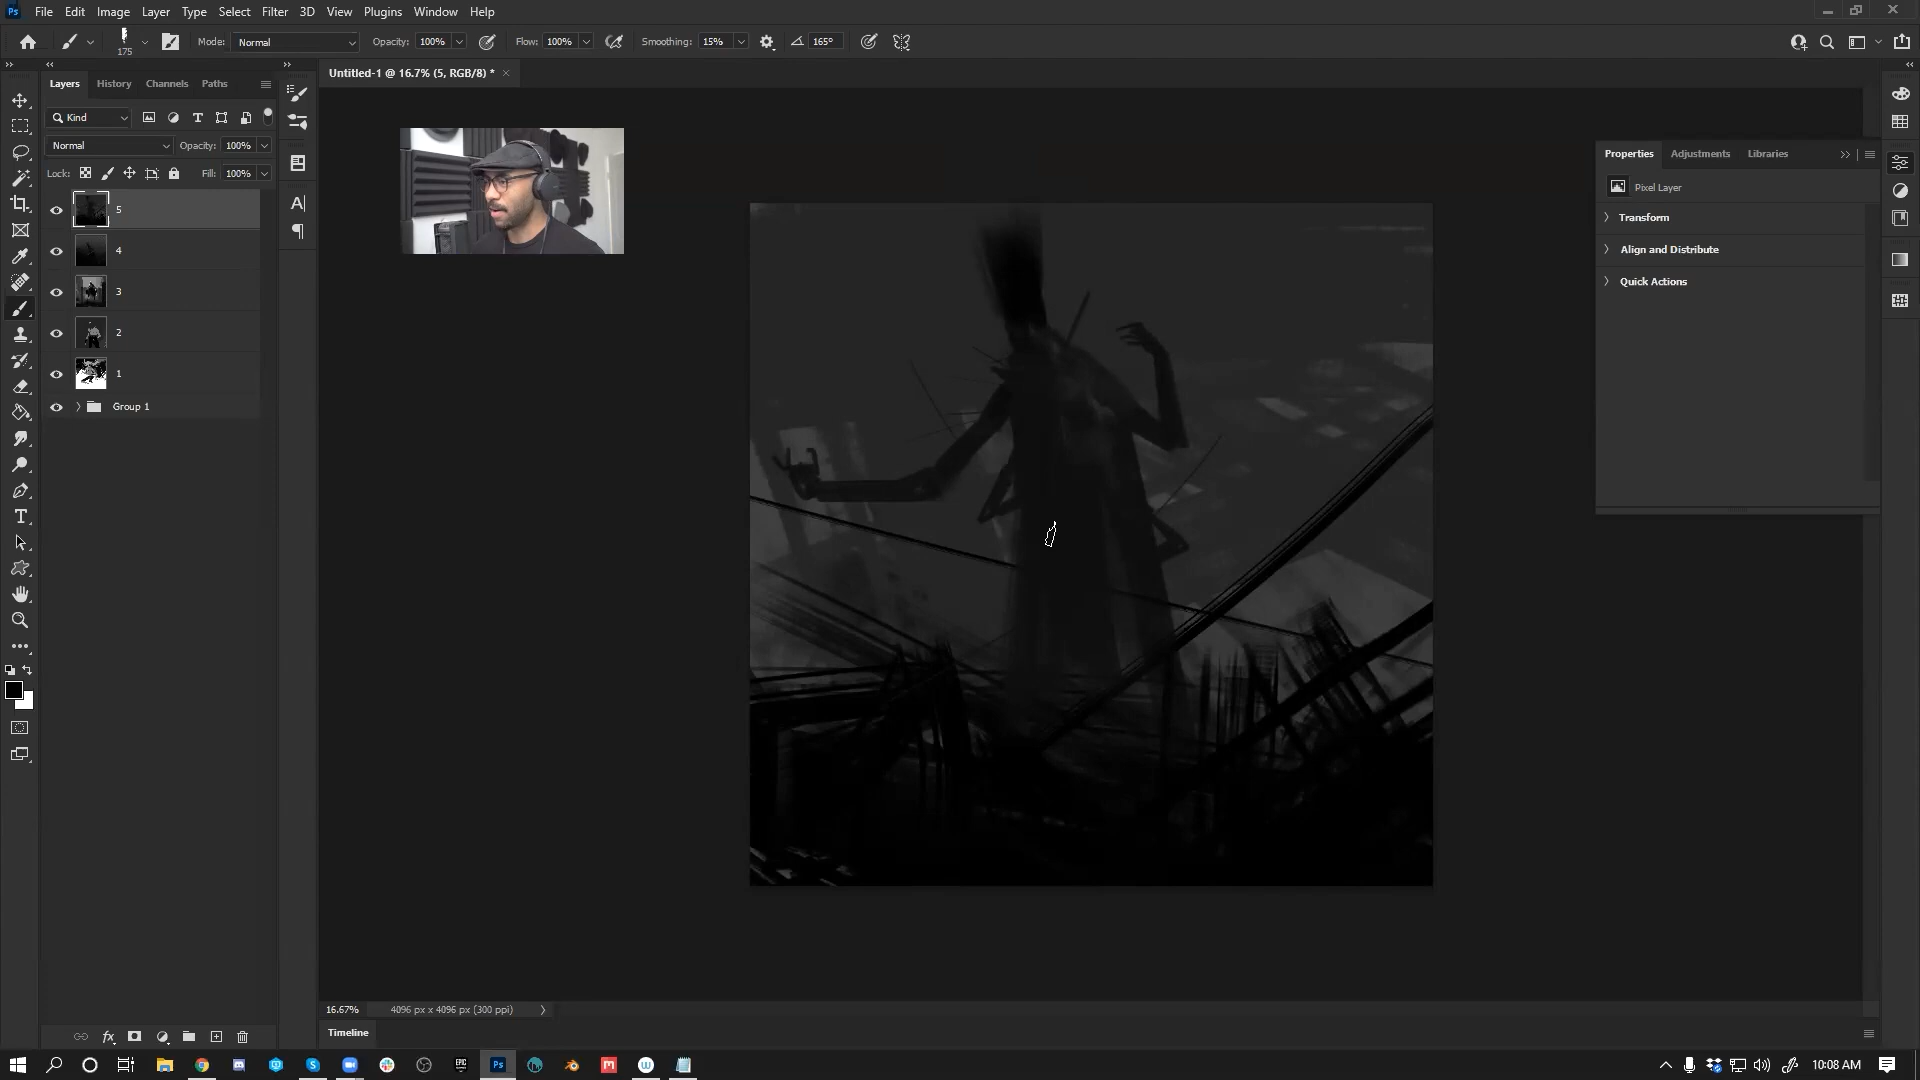 Ps File Edit Image Layer Type Select Filter 3D View Plugins Window Help
175 Mode: Normal Opacity: 100% Flow: 100% Smoothing: 15% 165°
Untitled-1 @ 16.7% (5, RGB/8) *
Layers History Channels Paths
Kind
Normal Opacity: 100%
Lock: Fill: 100%
5
4
3
2
1
Group 1
Properties Adjustments Libraries
Pixel Layer
Transform
Align and Distribute
Quick Actions
16.67% 4096 px x 4096 px (300 ppi)
Timeline
10:08 AM